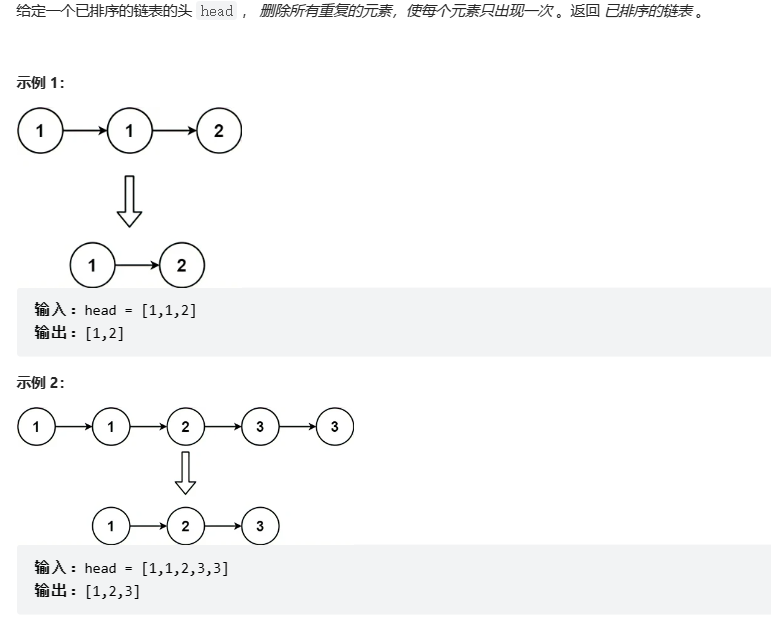 给定一个已排序的链表的头 head ， 删除所有重复的元素，使每个元素只出现一次 。返回 已排序的链表 。
示例 1：
1 1 2
1 2
输入：head = [1,1,2]
输出：[1,2]
示例 2：
1 1 2 3 3
1 2 3
输入：head = [1,1,2,3,3]
输出：[1,2,3]